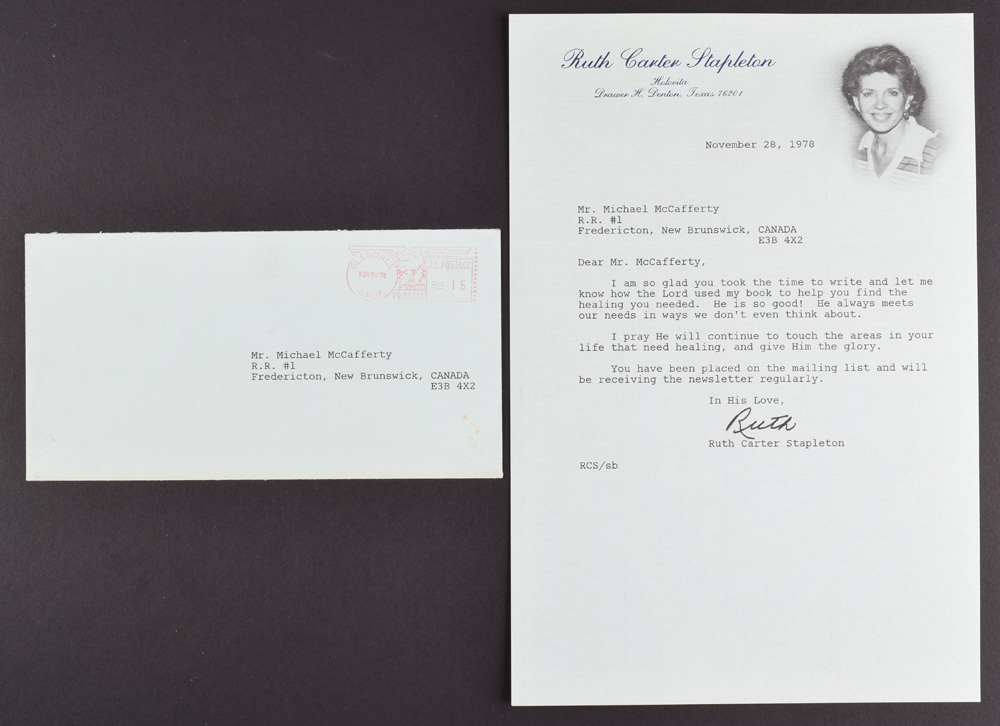 GLENDALE
NOV 30 '78
CALIF
U.S. POSTAGE
.15
Mr. Michael McCafferty
R.R. #1
Fredericton, New Brunswick, CANADA
E3B 4X2
Ruth Carter Stapleton
Holovita
Drawer H, Denton, Texas 76201
November 28, 1978
Mr. Michael McCafferty
R.R. #1
Fredericton, New Brunswick, CANADA
E3B 4X2
Dear Mr. McCafferty,
I am so glad you took the time to write and let me
know how the Lord used my book to help you find the
healing you needed. He is so good! He always meets
our needs in ways we don't even think about.
I pray He will continue to touch the areas in your
life that need healing, and give Him the glory.
You have been placed on the mailing list and will
be receiving the newsletter regularly.
In His Love,
Ruth
Ruth Carter Stapleton
RCS/sb